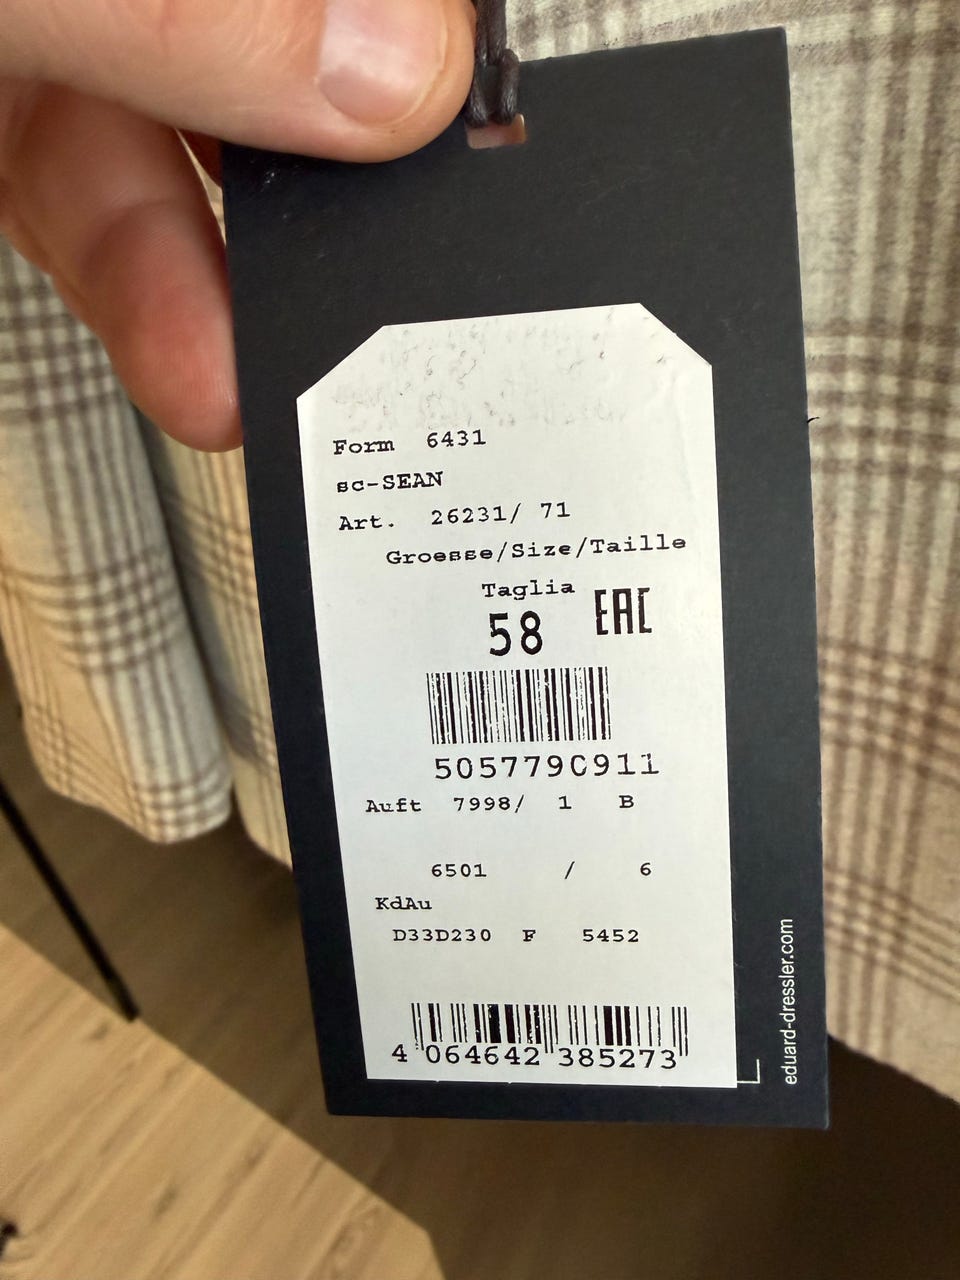 Form 6431
sc-SEAN
Art. 26231/ 71
Groesse/Size/Taille
Taglia
58 EAC
5057790911
Auft 7998/ 1 B
6501 / 6
KdAu
D33D230 F 5452
4 064642 385273
eduard-dressler.com